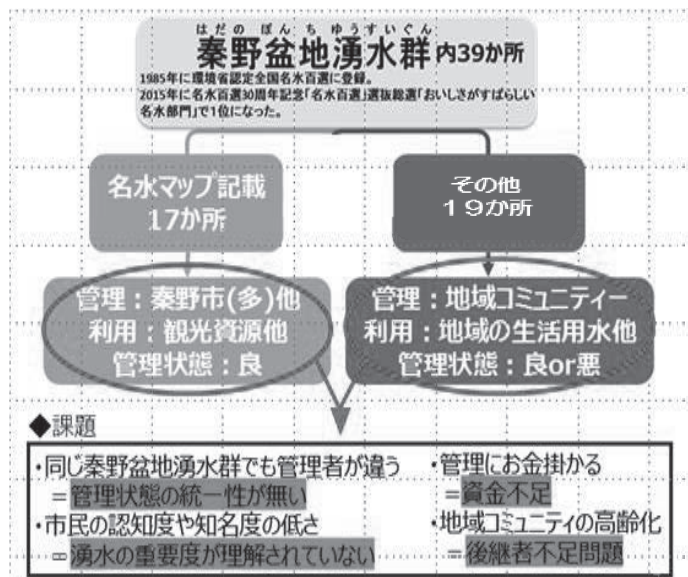 はだの ぼんちゆうすいぐん
秦野盆地湧水群内39か所
1985年に環境省認定全国名水百選に登録。
2015年に名水百選30周年記念「名水百選」選抜総選「おいしさがすばらしい
名水部門」で1位になった。
名水マップ記載
17か所
その他
19か所
管理：秦野市(多)他
利用：観光資源他
管理状態：良
管理：地域コミュニティー
利用：地域の生活用水他
管理状態：良or悪
◆課題
・同じ秦野盆地湧水群でも管理者が違う
＝管理状態の統一性が無い
・市民の認知度や知名度の低さ
＝湧水の重要度が理解されていない
・管理にお金掛かる
＝資金不足
・地域コミュニティの高齢化
＝後継者不足問題